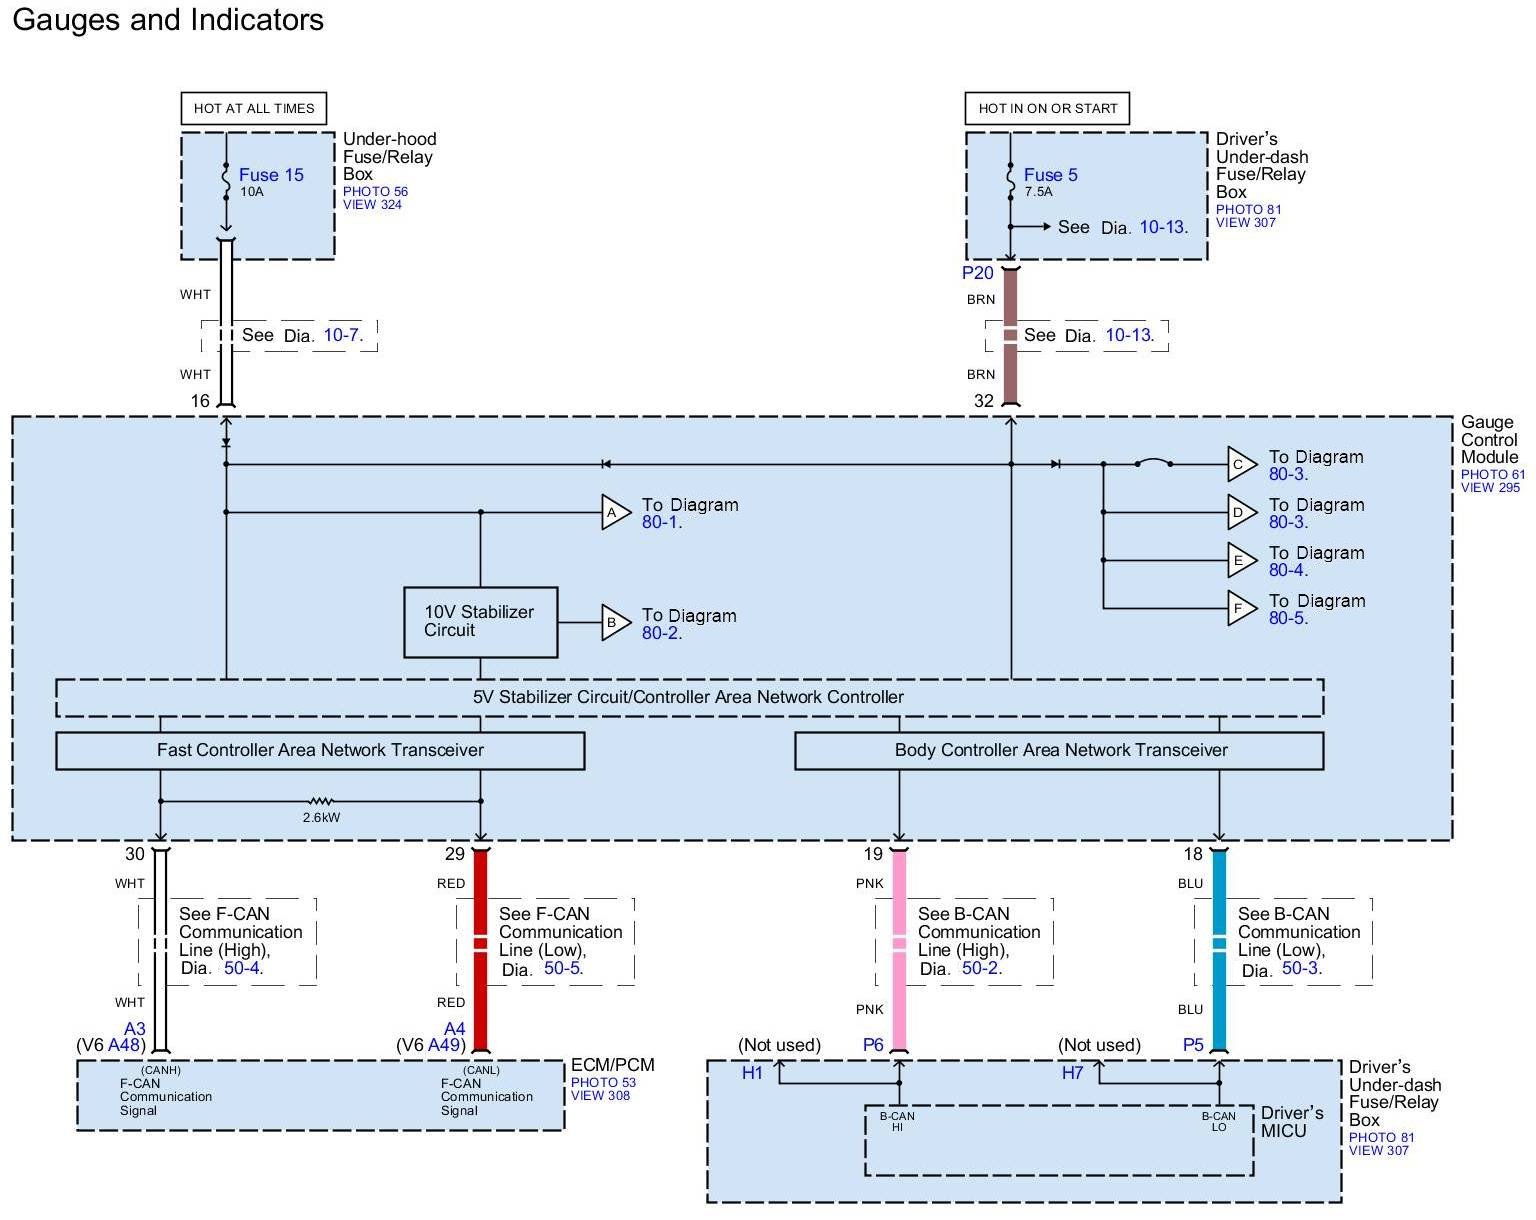 Gauges and Indicators
HOT AT ALL TIMES
Fuse 15
10A
Under-hood
Fuse/Relay
Box
PHOTO 56
VIEW 324
HOT IN ON OR START
Fuse 5
7.5A
See Dia. 10-13.
Driver's
Under-dash
Fuse/Relay
Box
PHOTO 81
VIEW 307
WHT
See Dia. 10-7.
WHT
16
P20
BRN
See Dia. 10-13.
BRN
32
Gauge
Control
Module
PHOTO 61
VIEW 295
C
To Diagram
80-3.
A
To Diagram
80-1.
D
To Diagram
80-3.
E
To Diagram
80-4.
F
To Diagram
80-5.
10V Stabilizer
Circuit
B
To Diagram
80-2.
5V Stabilizer Circuit/Controller Area Network Controller
Fast Controller Area Network Transceiver
Body Controller Area Network Transceiver
2.6kW
30
WHT
See F-CAN
Communication
Line (High),
Dia. 50-4.
WHT
A3
(V6 A48)
29
RED
See F-CAN
Communication
Line (Low),
Dia. 50-5.
RED
A4
(V6 A49)
19
PNK
See B-CAN
Communication
Line (High),
Dia. 50-2.
PNK
(Not used)
P6
18
BLU
See B-CAN
Communication
Line (Low),
Dia. 50-3.
BLU
(Not used)
P5
(CANH)
F-CAN
Communication
Signal
(CANL)
F-CAN
Communication
Signal
ECM/PCM
PHOTO 53
VIEW 308
H1
H7
B-CAN
HI
B-CAN
LO
Driver's
MICU
Driver's
Under-dash
Fuse/Relay
Box
PHOTO 81
VIEW 307